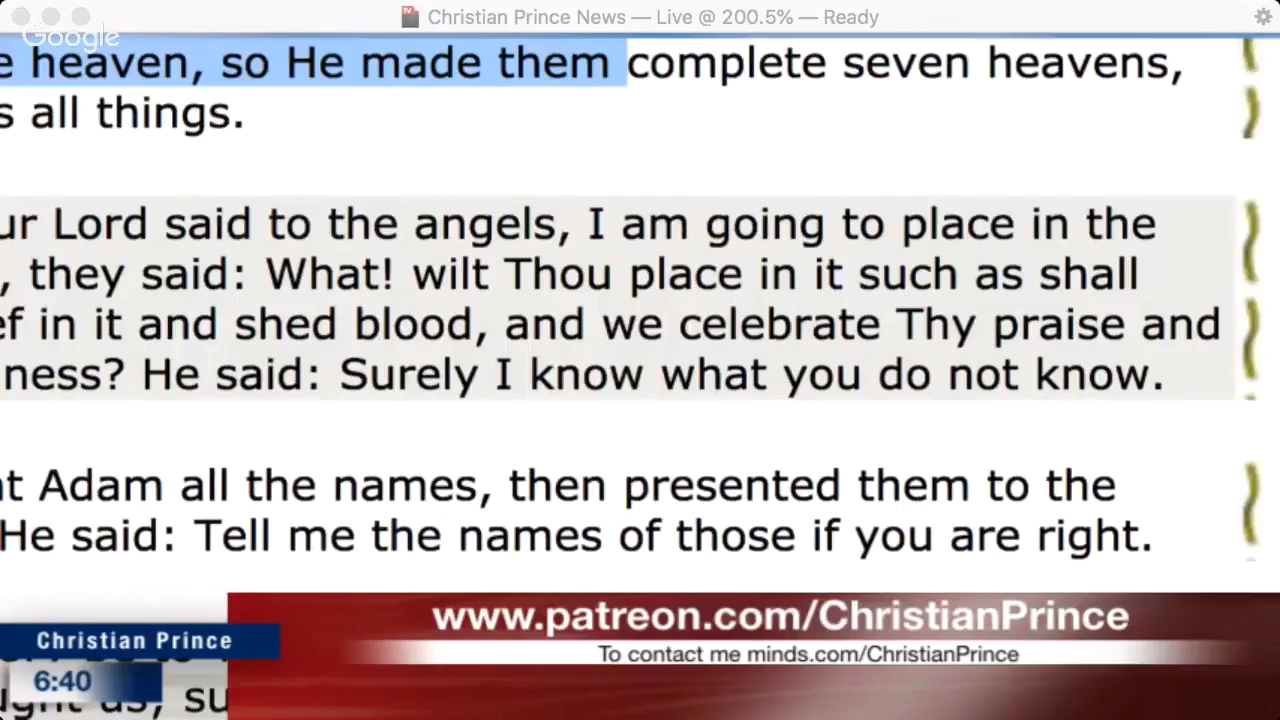 Christian Prince News — Live @ 200.5% — Ready
Google
e heaven, so He made them complete seven heavens,
s all things.
ur Lord said to the angels, I am going to place in the
, they said: What! wilt Thou place in it such as shall
ef in it and shed blood, and we celebrate Thy praise and
ness? He said: Surely I know what you do not know.
ht Adam all the names, then presented them to the
He said: Tell me the names of those if you are right.
www.patreon.com/ChristianPrince
Christian Prince
To contact me minds.com/ChristianPrince
6:40
ught us, su